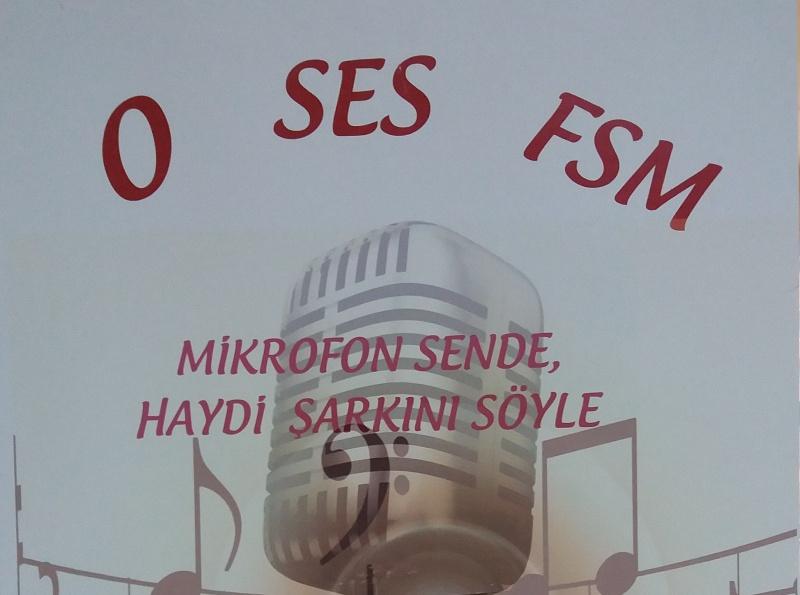 O SES FSM
MİKROFON SENDE,
HAYDİ ŞARKINI SÖYLE